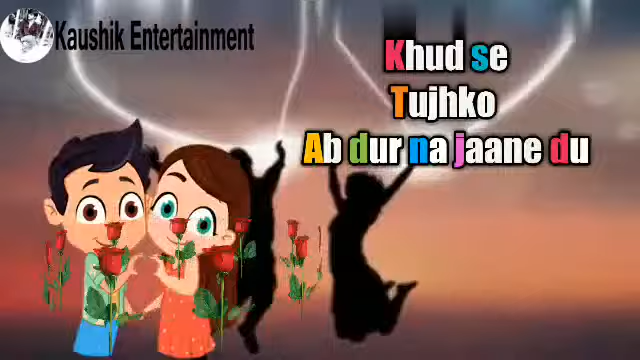 Kaushik Entertainment
Khud se
Tujhko
Ab dur na jaane du